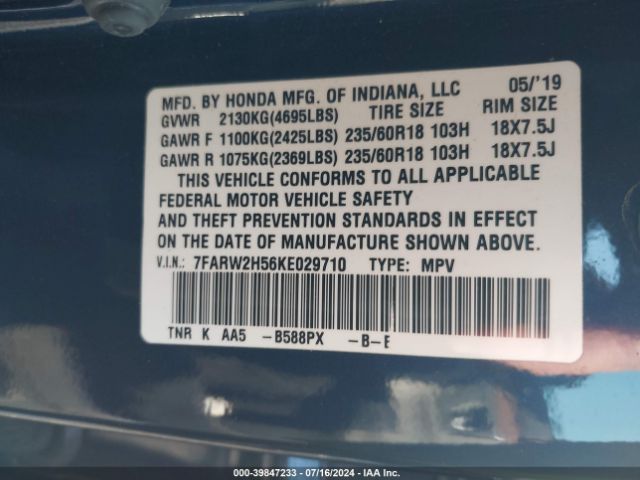 MFD. BY HONDA MFG. OF INDIANA, LLC 05/'19
GVWR 2130KG(4695LBS) TIRE SIZE RIM SIZE
GAWR F 1100KG(2425LBS) 235/60R18 103H 18X7.5J
GAWR R 1075KG(2369LBS) 235/60R18 103H 18X7.5J
THIS VEHICLE CONFORMS TO ALL APPLICABLE
FEDERAL MOTOR VEHICLE SAFETY
AND THEFT PREVENTION STANDARDS IN EFFECT
ON THE DATE OF MANUFACTURE SHOWN ABOVE.
V.I.N.: 7FARW2H56KE029710 TYPE: MPV
TNR K AA5 -B588PX -B-E
000-39847233 - 07/16/2024 - IAA Inc.